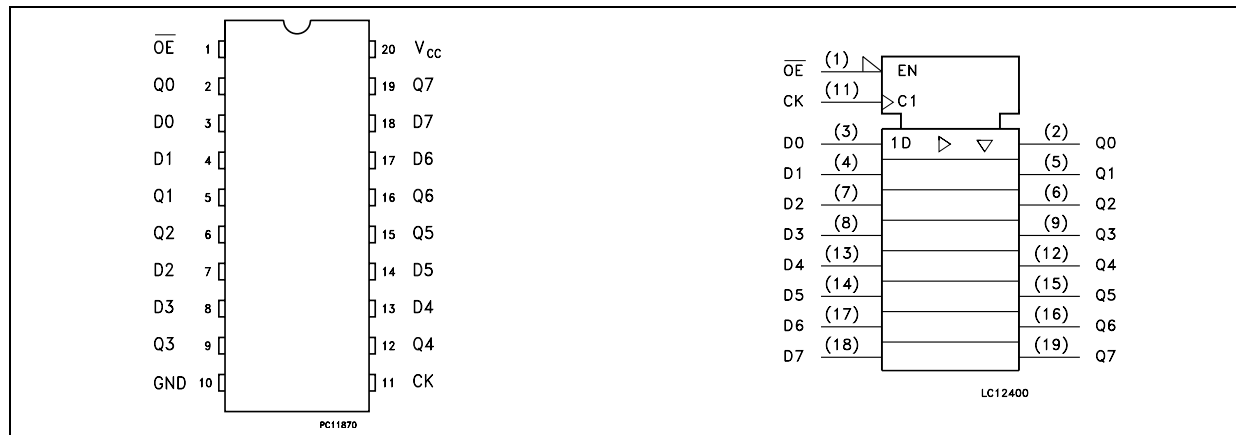 OE 1 20 VCC
Q0 2 19 Q7
D0 3 18 D7
D1 4 17 D6
Q1 5 16 Q6
Q2 6 15 Q5
D2 7 14 D5
D3 8 13 D4
Q3 9 12 Q4
GND 10 11 CK
PC11870
OE (1) EN
CK (11) C1
D0 (3) 1D (2) Q0
D1 (4) (5) Q1
D2 (7) (6) Q2
D3 (8) (9) Q3
D4 (13) (12) Q4
D5 (14) (15) Q5
D6 (17) (16) Q6
D7 (18) (19) Q7
LC12400